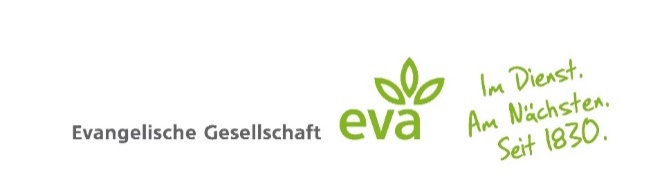 Evangelische Gesellschaft
eva
Im Dienst.
Am Nächsten.
Seit 1830.